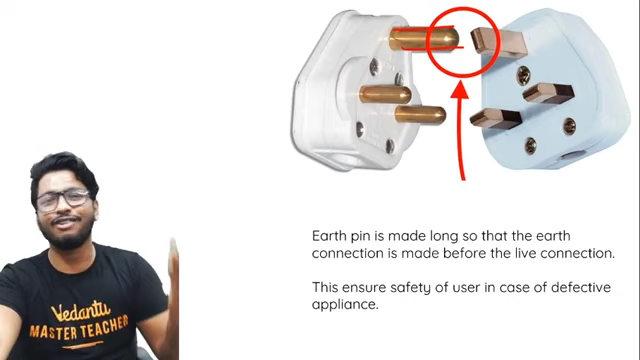 Earth pin is made long so that the earth
connection is made before the live connection.
This ensure safety of user in case of defective
appliance.
Vedantu
MASTER TEACHER